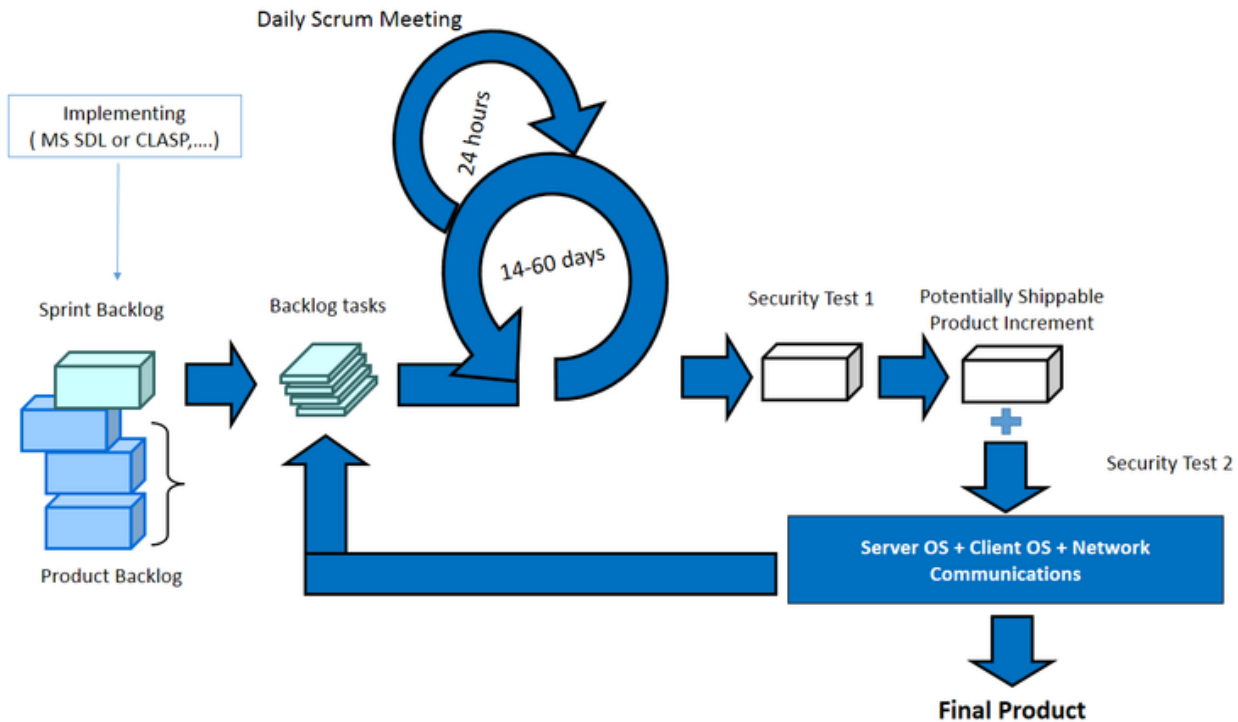 Daily Scrum Meeting
24 hours
Implementing
( MS SDL or CLASP,....)
14-60 days
Sprint Backlog
Backlog tasks
Security Test 1
Potentially Shippable
Product Increment
Product Backlog
Security Test 2
Server OS + Client OS + Network
Communications
Final Product